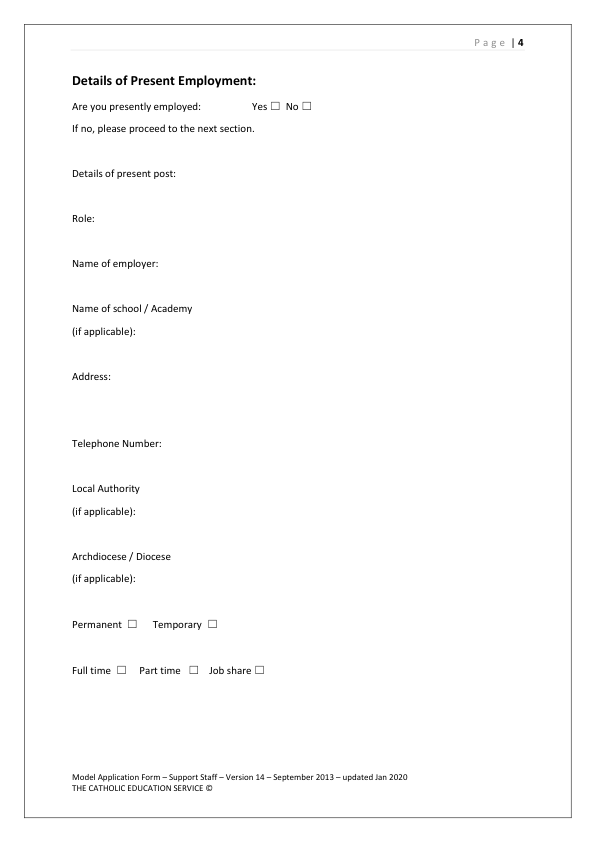 Page | 4
Details of Present Employment:
Are you presently employed: Yes ☐ No ☐
If no, please proceed to the next section.
Details of present post:
Role:
Name of employer:
Name of school / Academy
(if applicable):
Address:
Telephone Number:
Local Authority
(if applicable):
Archdiocese / Diocese
(if applicable):
Permanent ☐ Temporary ☐
Full time ☐ Part time ☐ Job share ☐
Model Application Form – Support Staff – Version 14 – September 2013 – updated Jan 2020
THE CATHOLIC EDUCATION SERVICE ©